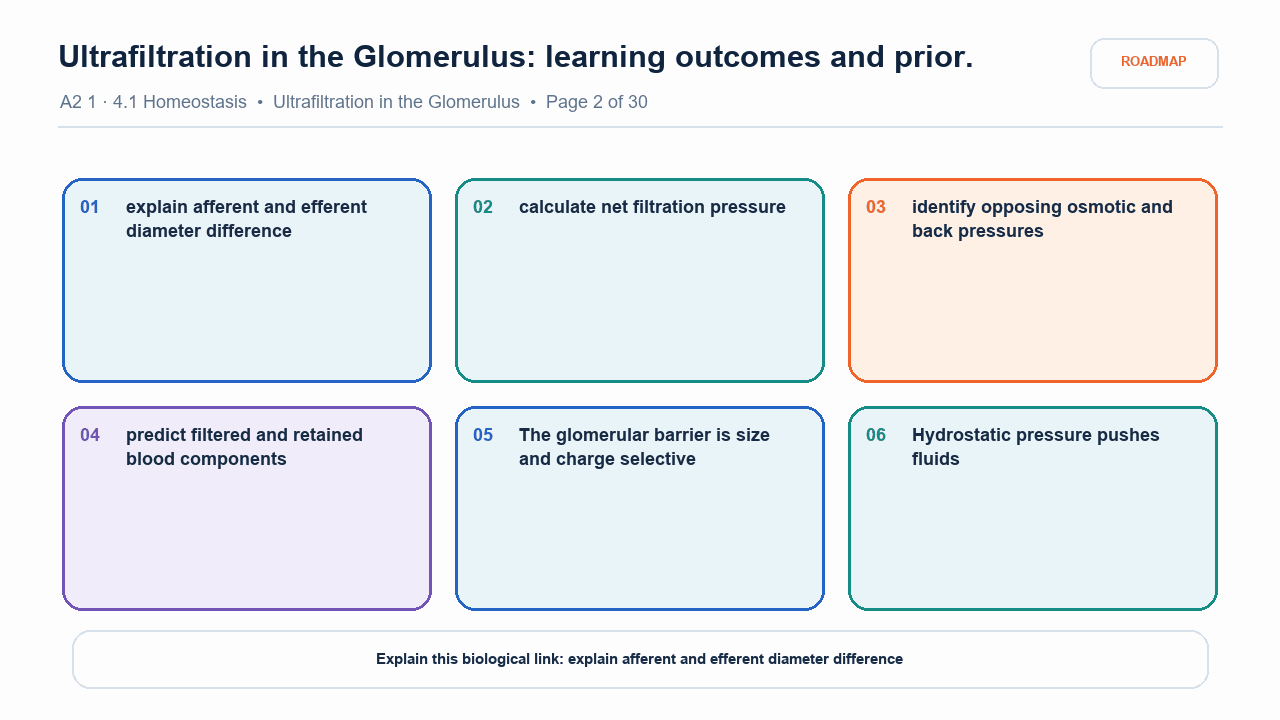 Ultrafiltration in the Glomerulus: learning outcomes and prior.
ROADMAP
A2 1 · 4.1 Homeostasis • Ultrafiltration in the Glomerulus • Page 2 of 30
01 explain afferent and efferent
diameter difference
02 calculate net filtration pressure
03 identify opposing osmotic and
back pressures
04 predict filtered and retained
blood components
05 The glomerular barrier is size
and charge selective
06 Hydrostatic pressure pushes
fluids
Explain this biological link: explain afferent and efferent diameter difference